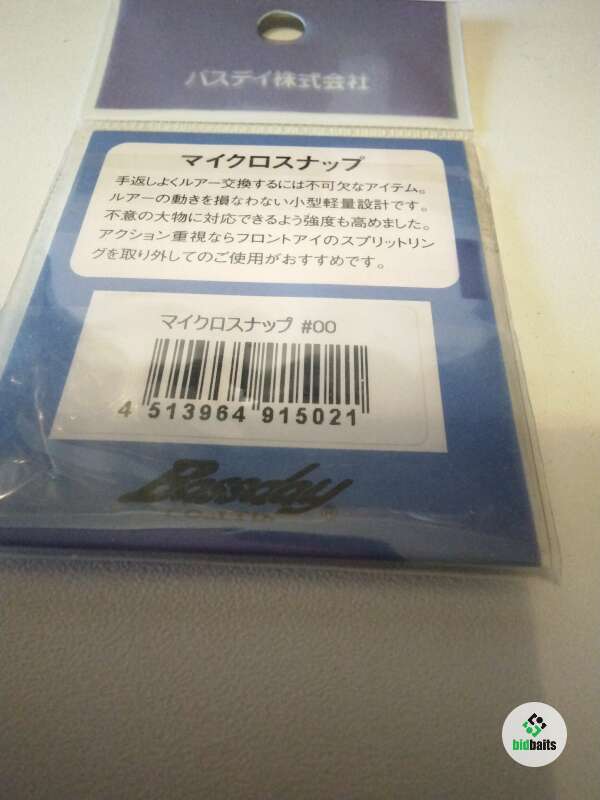 バスデイ株式会社
マイクロスナップ
手返しよくルアー交換するには不可欠なアイテム。
ルアーの動きを損なわない小型軽量設計です。
不意の大物に対応できるよう強度も高めました。
アクション重視ならフロントアイのスプリットリン
グを取り外してのご使用がおすすめです。
マイクロスナップ #00
4 513964 915021
Bassday
®
bidbaits